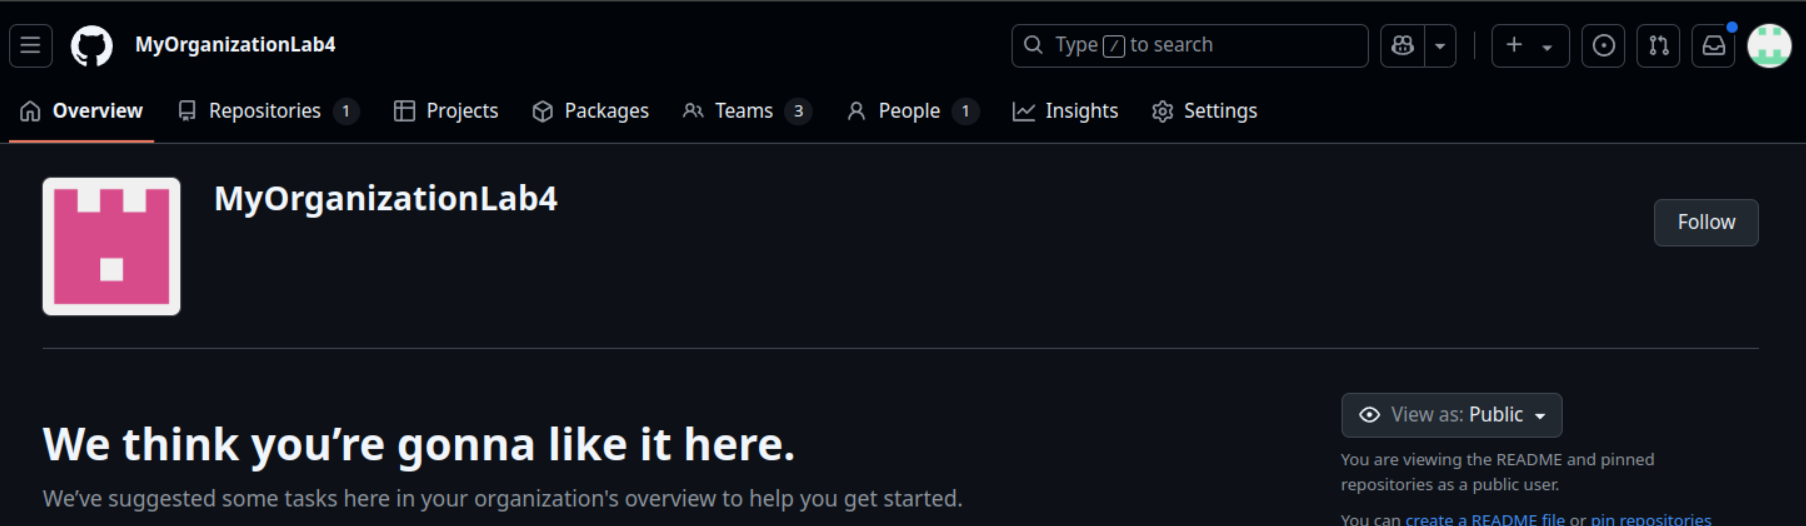 MyOrganizationLab4
Type / to search
Overview
Repositories 1
Projects
Packages
Teams 3
People 1
Insights
Settings
MyOrganizationLab4
Follow
We think you’re gonna like it here.
We’ve suggested some tasks here in your organization's overview to help you get started.
View as: Public
You are viewing the README and pinned
repositories as a public user.
You can create a README file or pin repositories